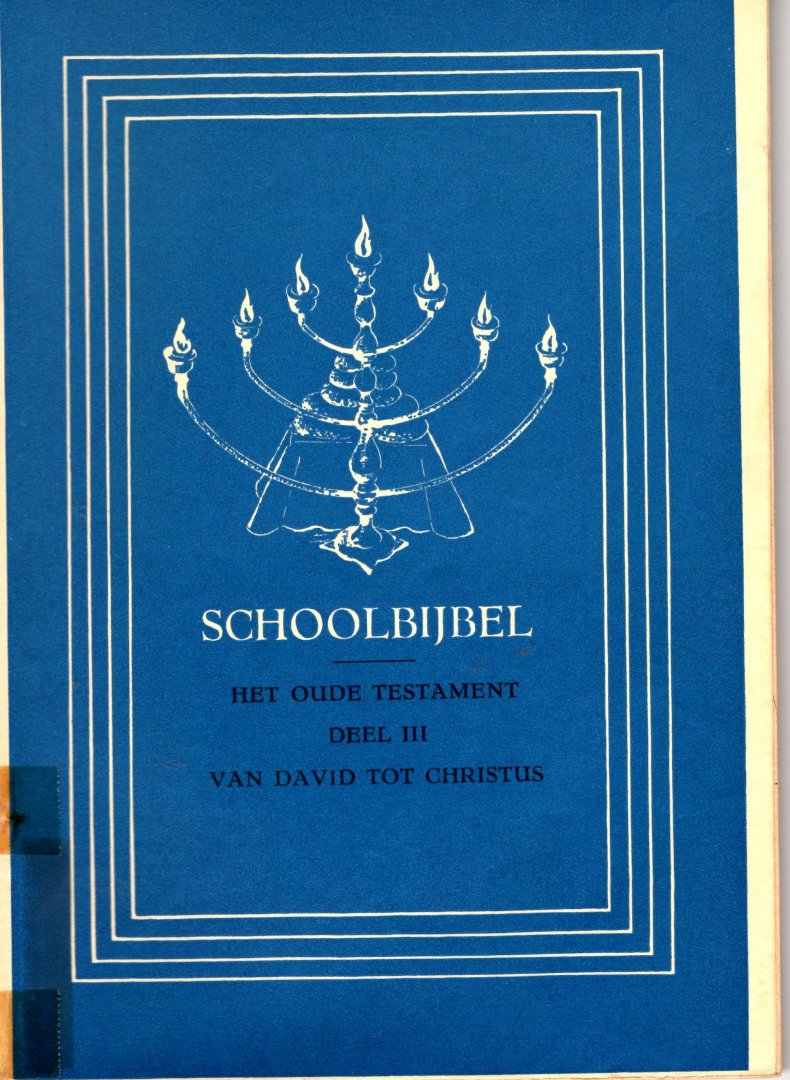 SCHOOLBIJBEL
HET OUDE TESTAMENT
DEEL III
VAN DAVID TOT CHRISTUS